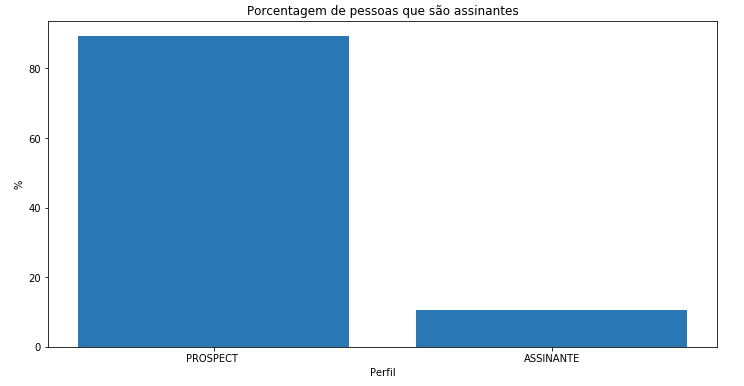 Porcentagem de pessoas que são assinantes
%
80
60
40
20
0
PROSPECT
ASSINANTE
Perfil